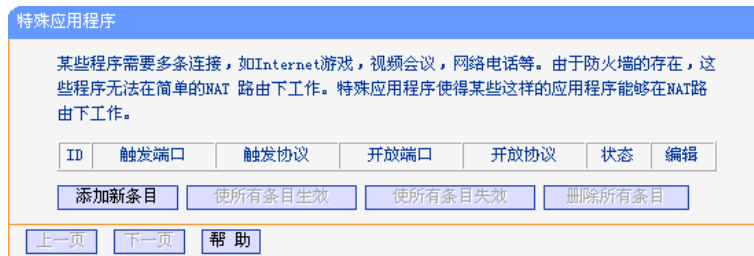 特殊应用程序
某些程序需要多条连接，如Internet游戏，视频会议，网络电话等。由于防火墙的存在，这
些程序无法在简单的NAT 路由下工作。特殊应用程序使得某些这样的应用程序能够在NAT路
由下工作。
ID 触发端口 触发协议 开放端口 开放协议 状态 编辑
添加新条目 使所有条目生效 使所有条目失效 删除所有条目
上一页 下一页 帮 助